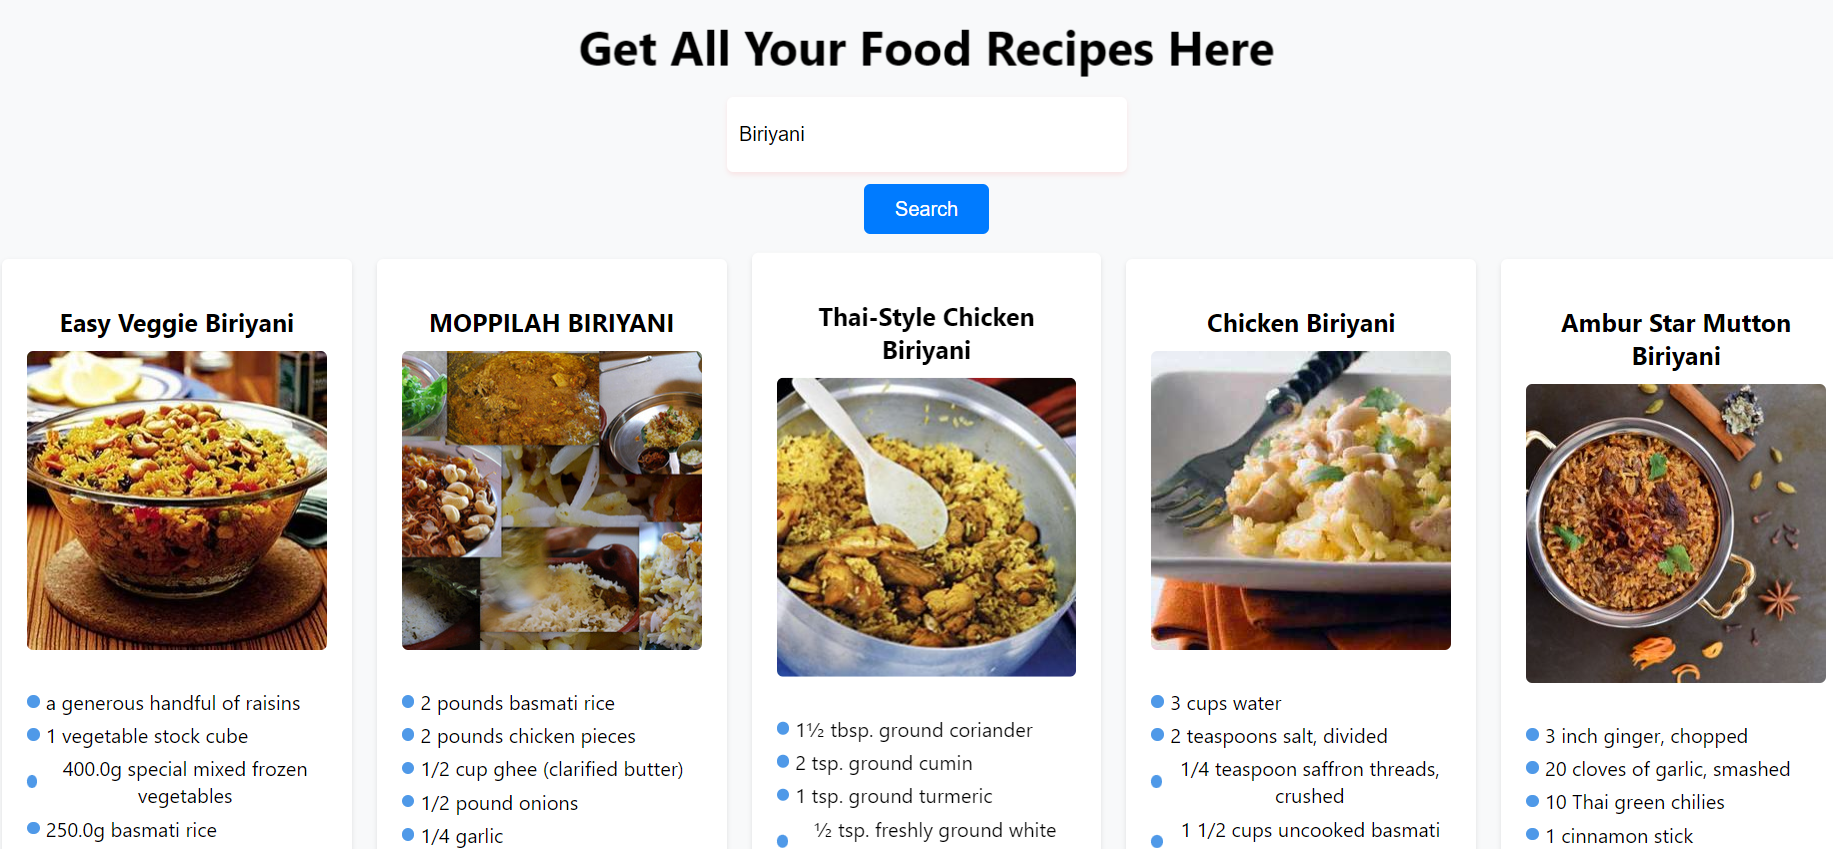 Get All Your Food Recipes Here
Biriyani
Search
Easy Veggie Biriyani
a generous handful of raisins
1 vegetable stock cube
400.0g special mixed frozen
vegetables
250.0g basmati rice
MOPPILAH BIRIYANI
2 pounds basmati rice
2 pounds chicken pieces
1/2 cup ghee (clarified butter)
1/2 pound onions
1/4 garlic
Thai-Style Chicken
Biriyani
1½ tbsp. ground coriander
2 tsp. ground cumin
1 tsp. ground turmeric
½ tsp. freshly ground white
Chicken Biriyani
3 cups water
2 teaspoons salt, divided
1/4 teaspoon saffron threads,
crushed
1 1/2 cups uncooked basmati
Ambur Star Mutton
Biriyani
3 inch ginger, chopped
20 cloves of garlic, smashed
10 Thai green chilies
1 cinnamon stick